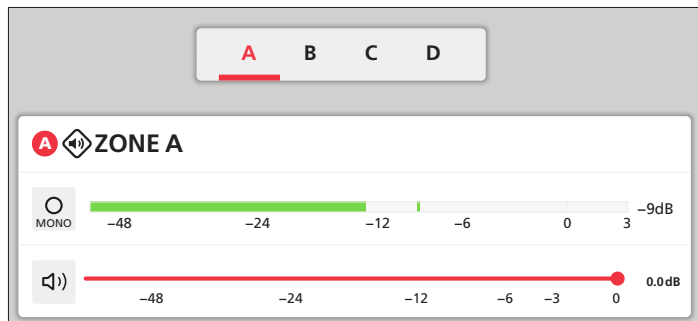 A B C D
A ZONE A
MONO
−9dB
−48 −24 −12 −6 0 3
0.0dB
−48 −24 −12 −6 −3 0